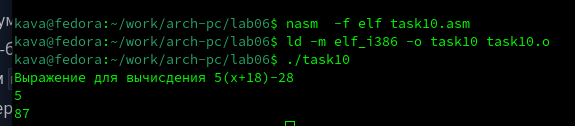 kava@fedora:~/work/arch-pc/lab06$ nasm -f elf task10.asm
kava@fedora:~/work/arch-pc/lab06$ ld -m elf_i386 -o task10 task10.o
kava@fedora:~/work/arch-pc/lab06$ ./task10
Выражение для вычисдения 5(x+18)-28
5
87